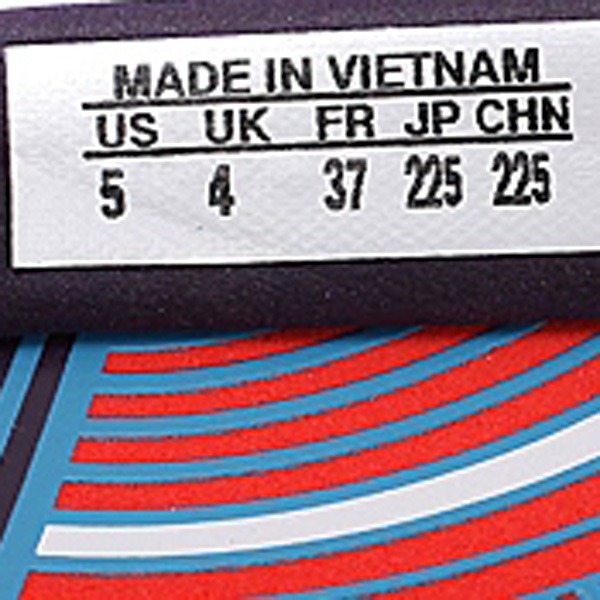 MADE IN VIETNAM
US UK FR JP CHN
5 4 37 225 225